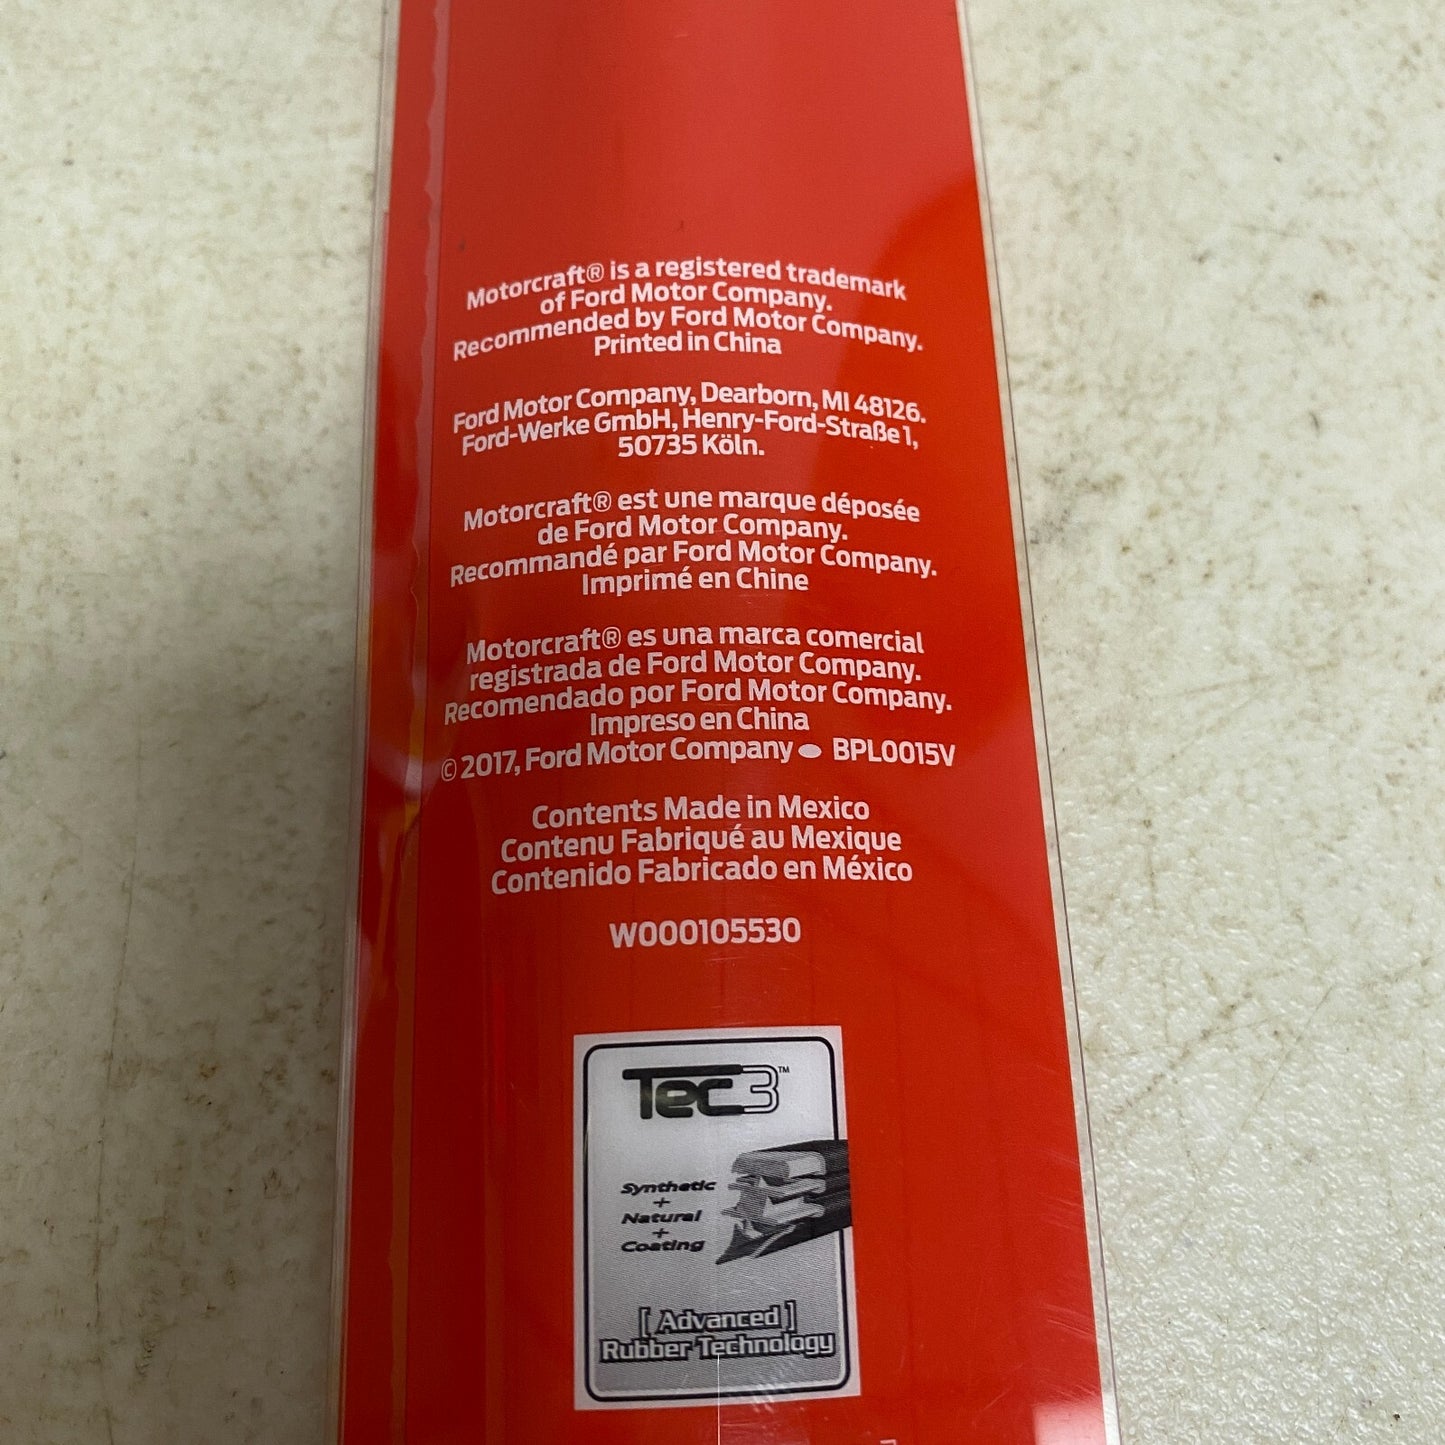 Motorcraft® is a registered trademark
of Ford Motor Company.
Recommended by Ford Motor Company.
Printed in China
Ford Motor Company, Dearborn, MI 48126.
Ford-Werke GmbH, Henry-Ford-Straße 1,
50735 Köln.
Motorcraft® est une marque déposée
de Ford Motor Company.
Recommandé par Ford Motor Company.
Imprimé en Chine
Motorcraft® es una marca comercial
registrada de Ford Motor Company.
Recomendado por Ford Motor Company.
Impreso en China
© 2017, Ford Motor Company BPL0015V
Contents Made in Mexico
Contenu Fabriqué au Mexique
Contenido Fabricado en México
W000105530
Tec3™
Synthetic
+
Natural
+
Coating
[ Advanced ]
Rubber Technology